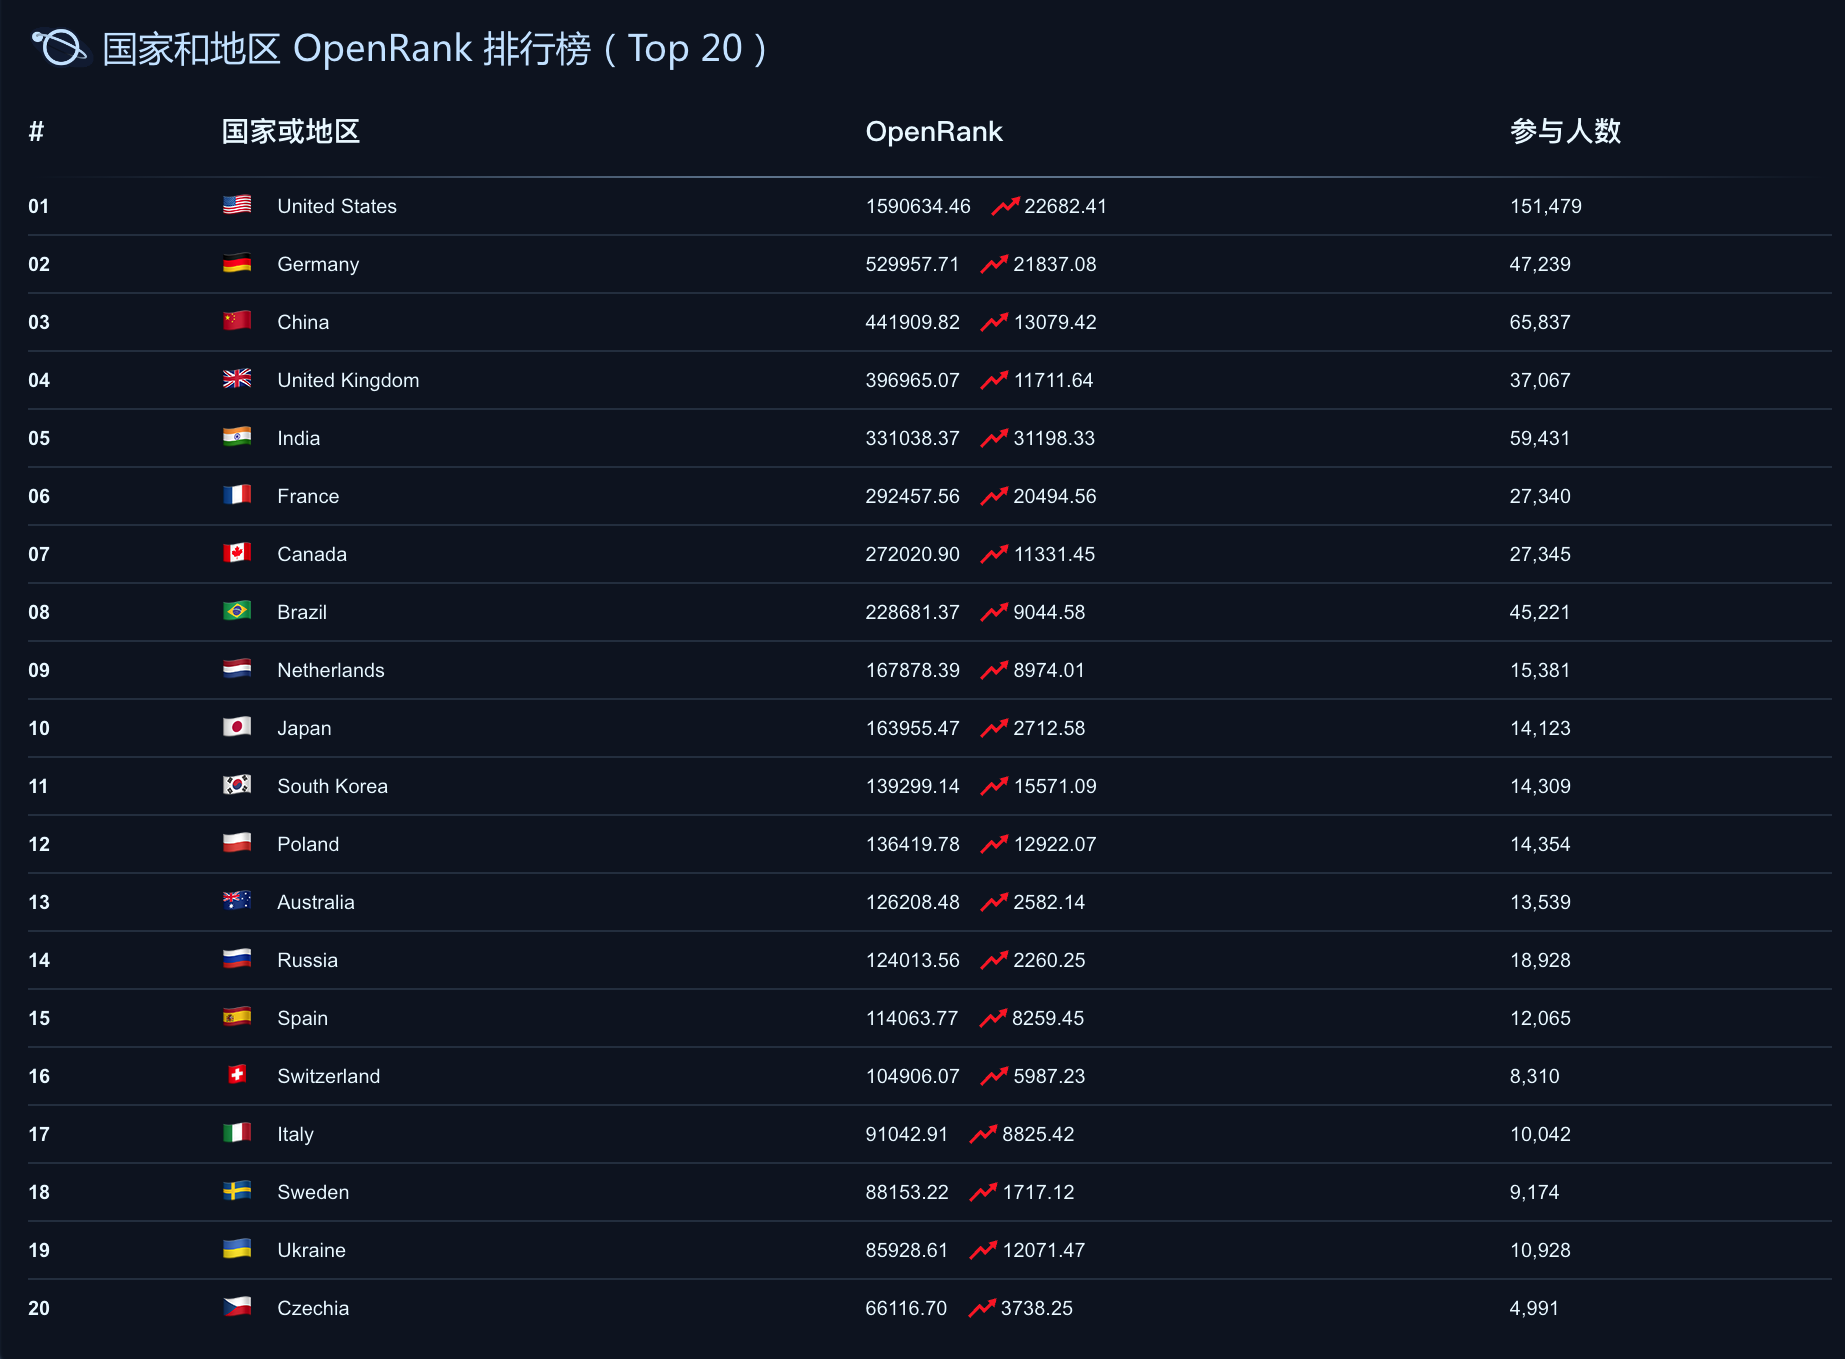 国家和地区 OpenRank 排行榜 ( Top 20 )
# 国家或地区 OpenRank 参与人数
01 United States 1590634.46 22682.41 151,479
02 Germany 529957.71 21837.08 47,239
03 China 441909.82 13079.42 65,837
04 United Kingdom 396965.07 11711.64 37,067
05 India 331038.37 31198.33 59,431
06 France 292457.56 20494.56 27,340
07 Canada 272020.90 11331.45 27,345
08 Brazil 228681.37 9044.58 45,221
09 Netherlands 167878.39 8974.01 15,381
10 Japan 163955.47 2712.58 14,123
11 South Korea 139299.14 15571.09 14,309
12 Poland 136419.78 12922.07 14,354
13 Australia 126208.48 2582.14 13,539
14 Russia 124013.56 2260.25 18,928
15 Spain 114063.77 8259.45 12,065
16 Switzerland 104906.07 5987.23 8,310
17 Italy 91042.91 8825.42 10,042
18 Sweden 88153.22 1717.12 9,174
19 Ukraine 85928.61 12071.47 10,928
20 Czechia 66116.70 3738.25 4,991